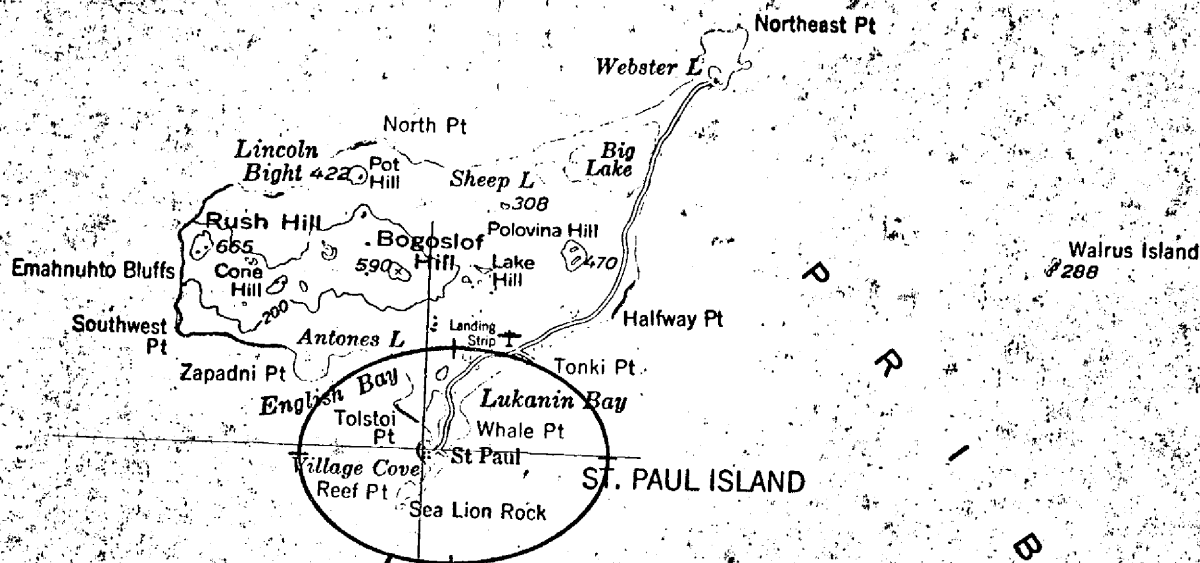 Northeast Pt
Webster L
North Pt
Lincoln
Bight
422
Pot
Hill
Big
Lake
Sheep L
308
Rush Hill
665
Bogoslof
Hill
590
Polovina Hill
470
Lake
Hill
Cone
Hill
200
Emahnuhto Bluffs
Walrus Island
288
Southwest
Pt
Halfway Pt
Antones L
Landing
Strip
Zapadni Pt
Tonki Pt
English Bay
Lukanin Bay
Tolstoi
Pt
Whale Pt
St Paul
Village Cove
Reef Pt
ST. PAUL ISLAND
Sea Lion Rock
P R I B